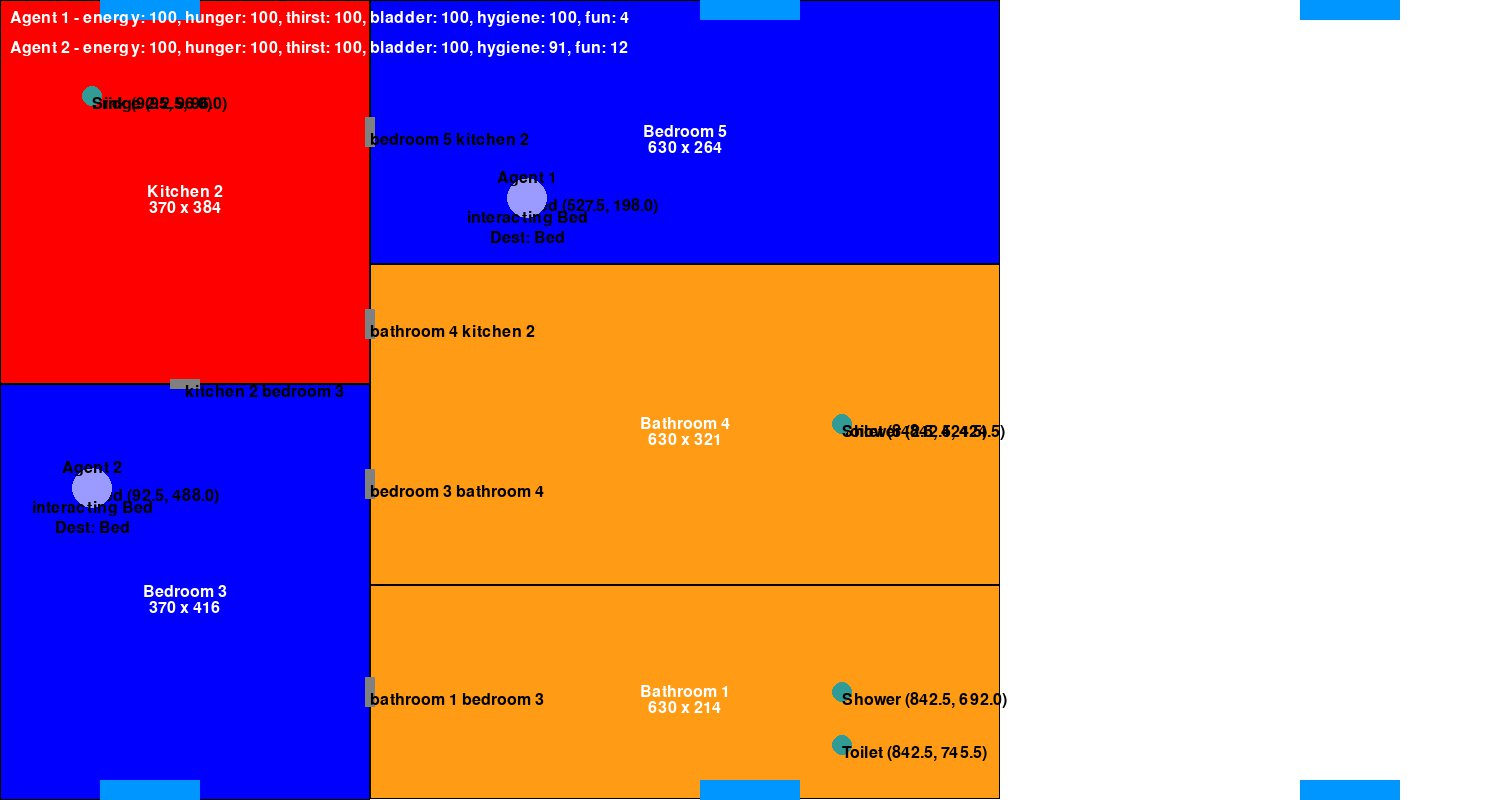 Agent 1 - energy: 100, hunger: 100, thirst: 100, bladder: 100, hygiene: 100, fun: 4
Agent 2 - energy: 100, hunger: 100, thirst: 100, bladder: 100, hygiene: 91, fun: 12
bedroom 5 kitchen 2
Bedroom 5
630 x 264
Kitchen 2
370 x 384
Agent 1
(527.5, 198.0)
Interacting Bed
Dest: Bed
bathroom 4 kitchen 2
kitchen 2 bedroom 3
Bathroom 4
630 x 321
Agent 2
(92.5, 488.0)
Interacting Bed
Dest: Bed
bedroom 3 bathroom 4
Bedroom 3
370 x 416
bathroom 1 bedroom 3
Bathroom 1
630 x 214
Shower (842.5, 692.0)
Toilet (842.5, 745.5)